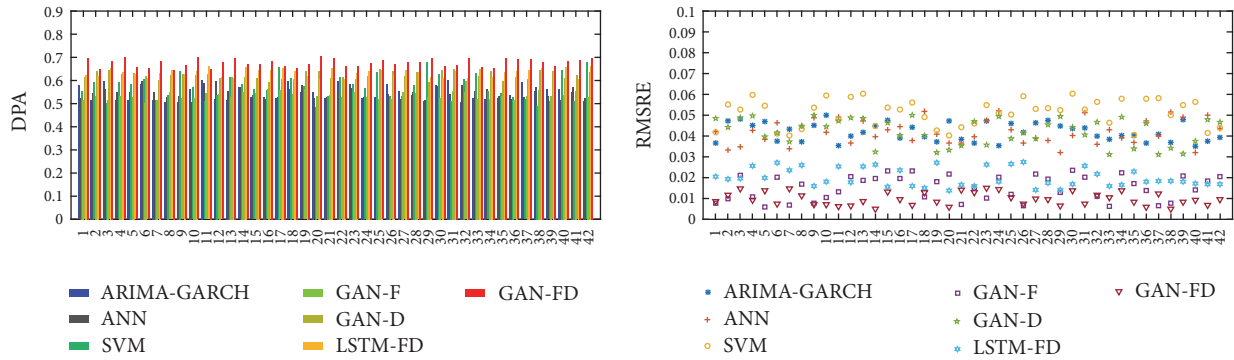 DPA
0.9
0.8
0.7
0.6
0.5
0.4
0.3
0.2
0.1
0
1 2 3 4 5 6 7 8 9 10 11 12 13 14 15 16 17 18 19 20 21 22 23 24 25 26 27 28 29 30 31 32 33 34 35 36 37 38 39 40 41 42
ARIMA-GARCH
ANN
SVM
GAN-F
GAN-D
LSTM-FD
GAN-FD
RMSRE
0.1
0.09
0.08
0.07
0.06
0.05
0.04
0.03
0.02
0.01
0
1 2 3 4 5 6 7 8 9 10 11 12 13 14 15 16 17 18 19 20 21 22 23 24 25 26 27 28 29 30 31 32 33 34 35 36 37 38 39 40 41 42
ARIMA-GARCH
ANN
SVM
GAN-F
GAN-D
LSTM-FD
GAN-FD